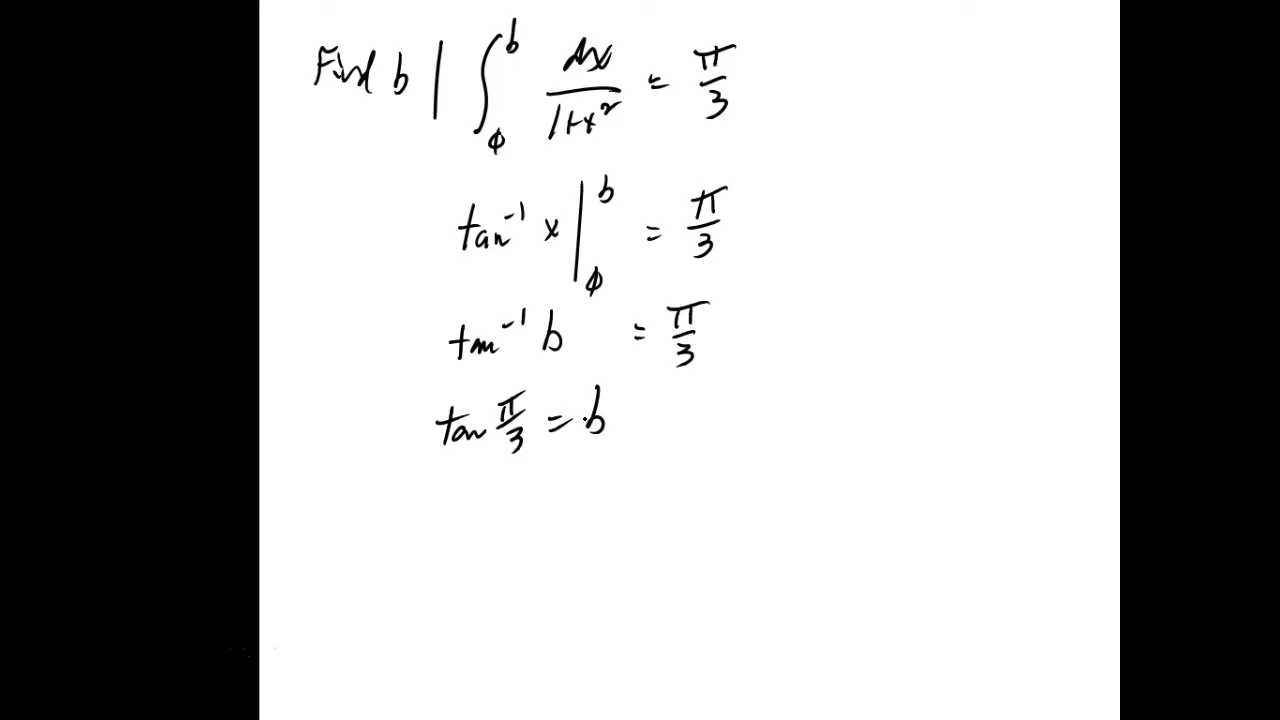 Find b | ∫_φ^b dx/(1+x²) = π/3
tan⁻¹ x |_φ^b = π/3
tan⁻¹ b = π/3
tan π/3 = b